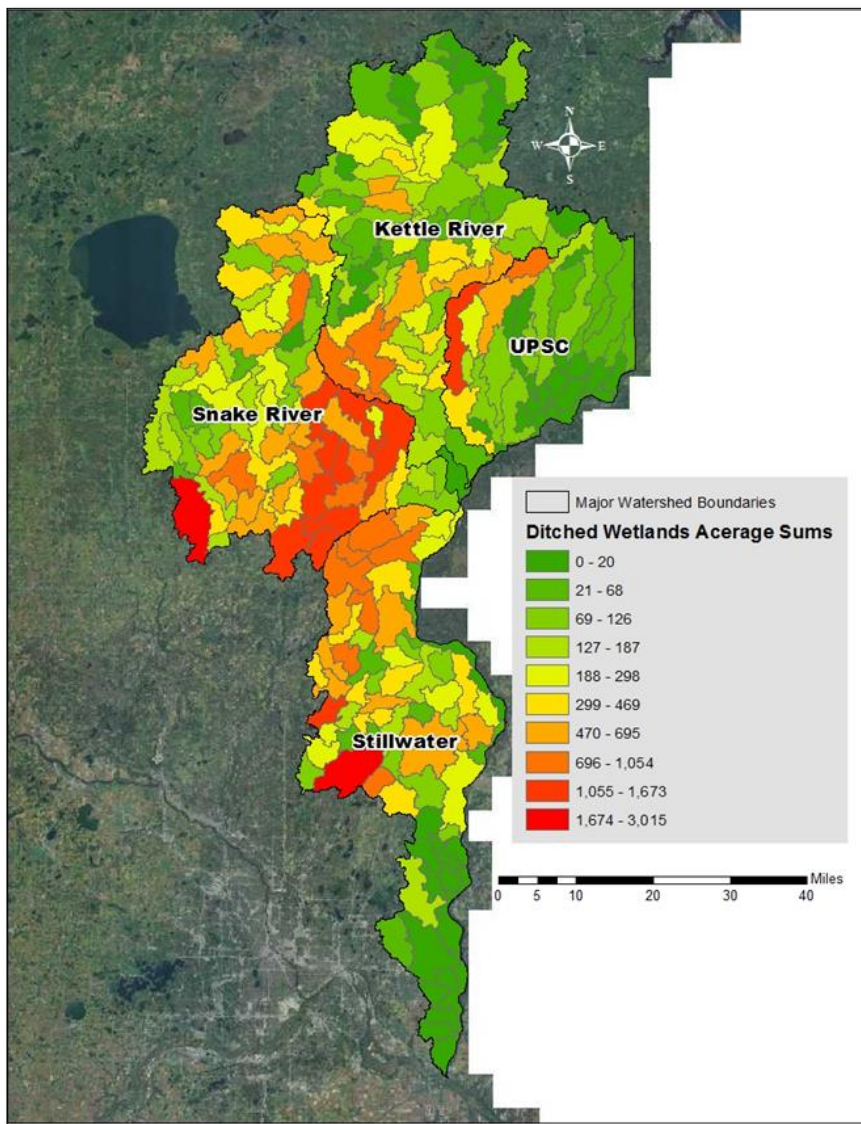 N
W E
S
Kettle River
UPSC
Snake River
Stillwater
Major Watershed Boundaries
Ditched Wetlands Acerage Sums
0 - 20
21 - 68
69 - 126
127 - 187
188 - 298
299 - 469
470 - 695
696 - 1,054
1,055 - 1,673
1,674 - 3,015
Miles
0 5 10 20 30 40